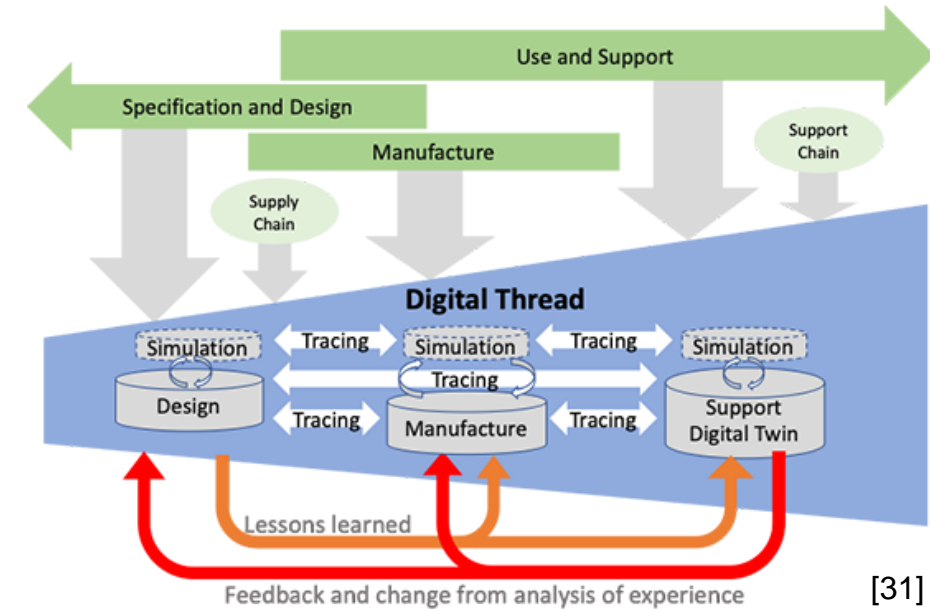 Use and Support
Specification and Design
Manufacture
Support
Chain
Supply
Chain
Digital Thread
Simulation
Tracing
Simulation
Tracing
Simulation
Tracing
Design
Tracing
Manufacture
Tracing
Support
Digital Twin
Lessons learned
Feedback and change from analysis of experience
[31]